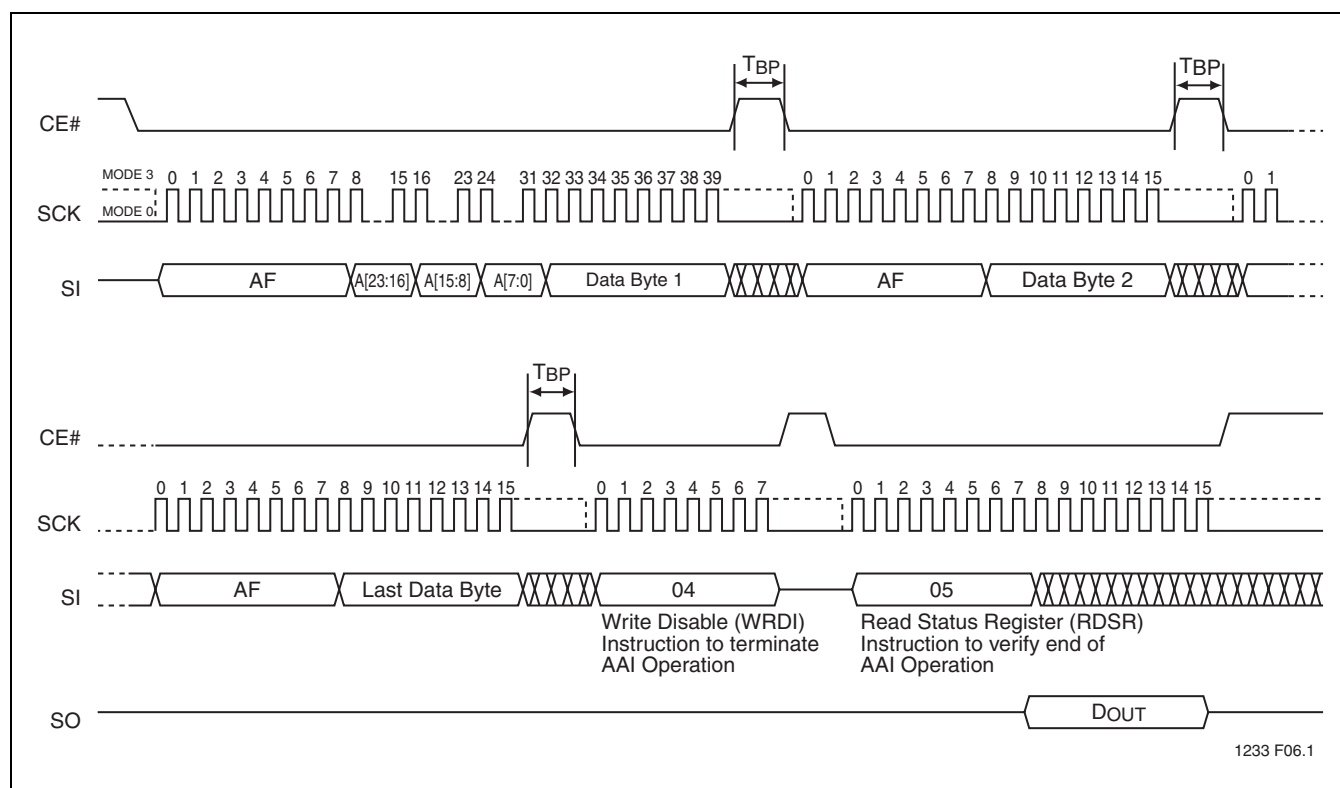 TBP TBP
CE#
MODE 3 0 1 2 3 4 5 6 7 8 15 16 23 24 31 32 33 34 35 36 37 38 39 0 1 2 3 4 5 6 7 8 9 10 11 12 13 14 15 0 1
SCK MODE 0
SI AF A[23:16] A[15:8] A[7:0] Data Byte 1 AF Data Byte 2
TBP
CE#
0 1 2 3 4 5 6 7 8 9 10 11 12 13 14 15 0 1 2 3 4 5 6 7 0 1 2 3 4 5 6 7 8 9 10 11 12 13 14 15
SCK
SI AF Last Data Byte 04 05
Write Disable (WRDI) Read Status Register (RDSR)
Instruction to terminate Instruction to verify end of
AAI Operation AAI Operation
SO DOUT
1233 F06.1